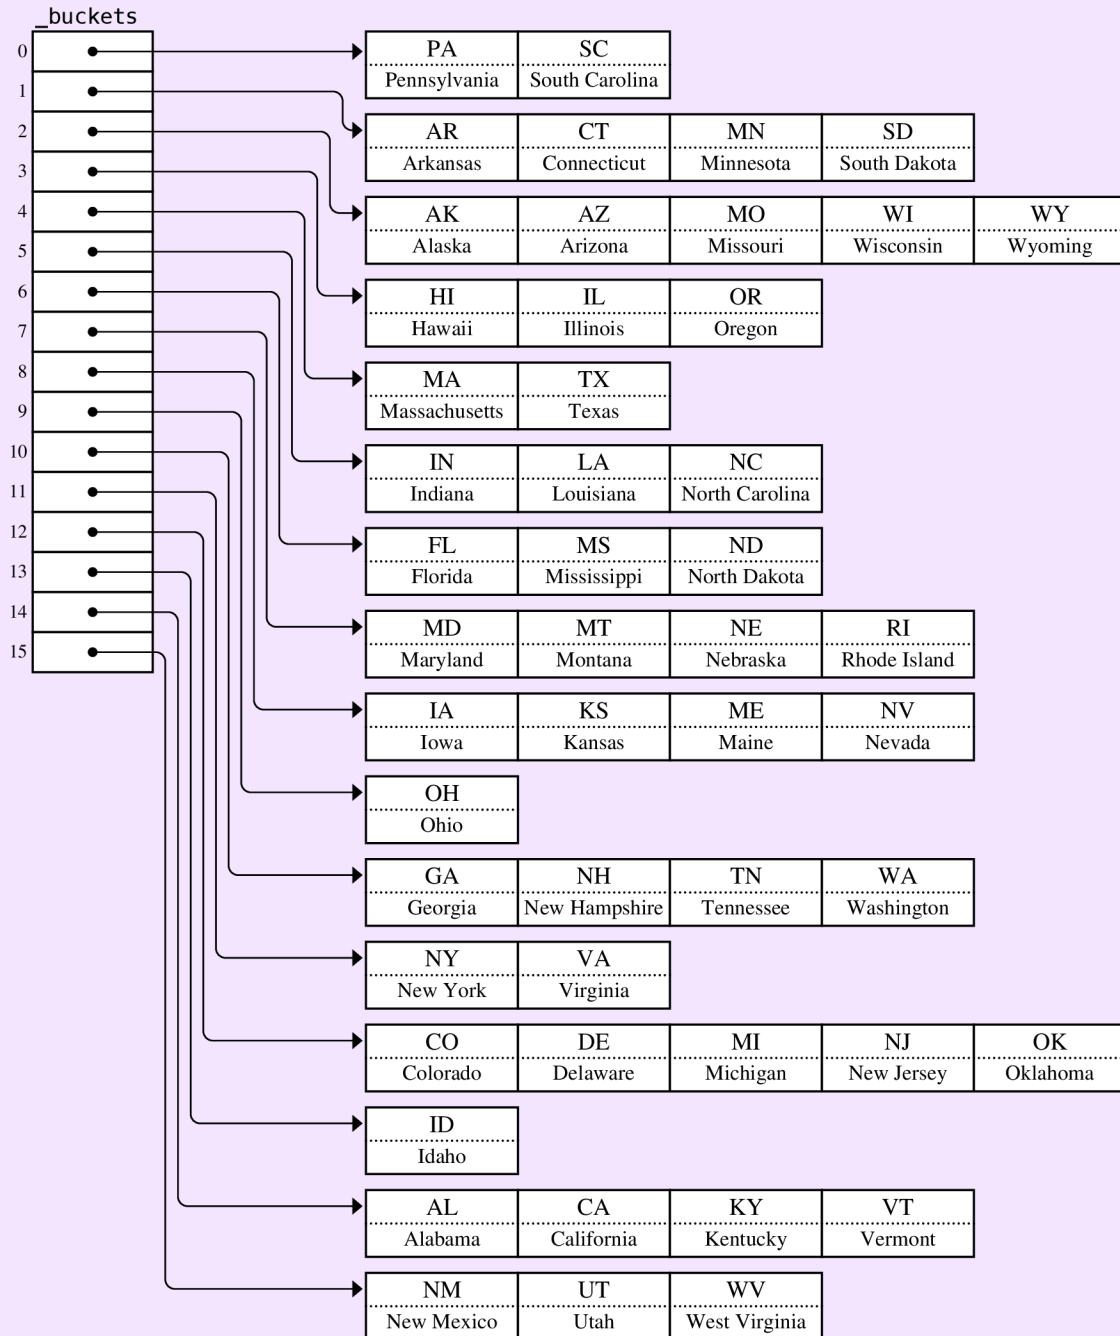 _buckets
0
PA SC
Pennsylvania South Carolina
1
AR CT MN SD
Arkansas Connecticut Minnesota South Dakota
2
AK AZ MO WI WY
Alaska Arizona Missouri Wisconsin Wyoming
3
HI IL OR
Hawaii Illinois Oregon
4
MA TX
Massachusetts Texas
5
IN LA NC
Indiana Louisiana North Carolina
6
FL MS ND
Florida Mississippi North Dakota
7
MD MT NE RI
Maryland Montana Nebraska Rhode Island
8
IA KS ME NV
Iowa Kansas Maine Nevada
9
OH
Ohio
10
GA NH TN WA
Georgia New Hampshire Tennessee Washington
11
NY VA
New York Virginia
12
CO DE MI NJ OK
Colorado Delaware Michigan New Jersey Oklahoma
13
ID
Idaho
14
AL CA KY VT
Alabama California Kentucky Vermont
15
NM UT WV
New Mexico Utah West Virginia